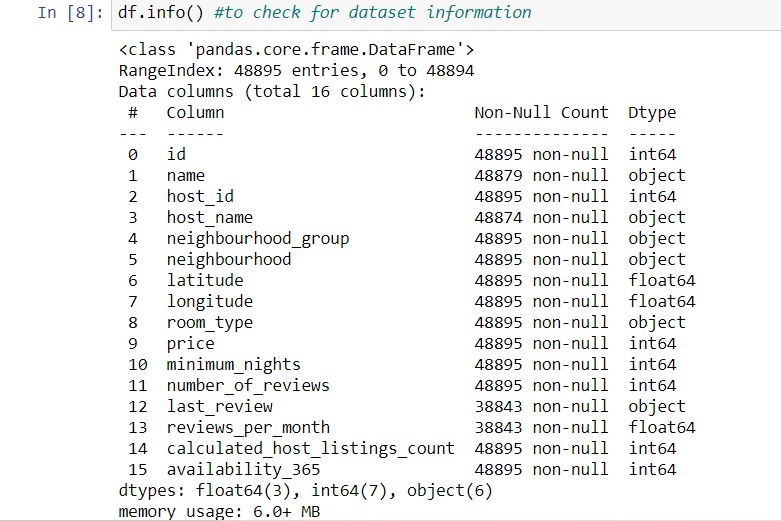 In [8]: df.info() #to check for dataset information
<class 'pandas.core.frame.DataFrame'>
RangeIndex: 48895 entries, 0 to 48894
Data columns (total 16 columns):
 #   Column                          Non-Null Count  Dtype
---  ------                          --------------  -----
 0   id                              48895 non-null  int64
 1   name                            48879 non-null  object
 2   host_id                         48895 non-null  int64
 3   host_name                       48874 non-null  object
 4   neighbourhood_group             48895 non-null  object
 5   neighbourhood                   48895 non-null  object
 6   latitude                        48895 non-null  float64
 7   longitude                       48895 non-null  float64
 8   room_type                       48895 non-null  object
 9   price                           48895 non-null  int64
 10  minimum_nights                  48895 non-null  int64
 11  number_of_reviews               48895 non-null  int64
 12  last_review                     38843 non-null  object
 13  reviews_per_month               38843 non-null  float64
 14  calculated_host_listings_count  48895 non-null  int64
 15  availability_365                48895 non-null  int64
dtypes: float64(3), int64(7), object(6)
memory usage: 6.0+ MB